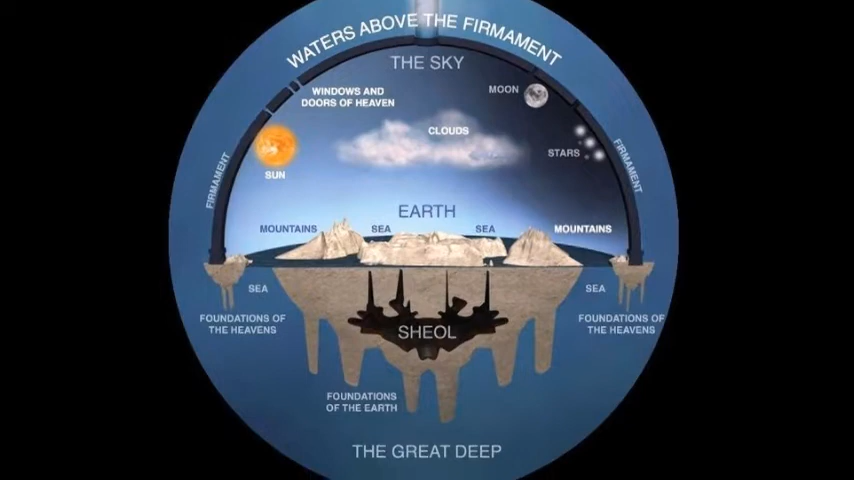 WATERS ABOVE THE FIRMAMENT
THE SKY
WINDOWS AND
DOORS OF HEAVEN
MOON
CLOUDS
STARS
SUN
FIRMAMENT
FIRMAMENT
EARTH
MOUNTAINS
SEA
SEA
MOUNTAINS
SEA
SEA
FOUNDATIONS OF
THE HEAVENS
FOUNDATIONS OF
THE HEAVENS
SHEOL
FOUNDATIONS
OF THE EARTH
THE GREAT DEEP